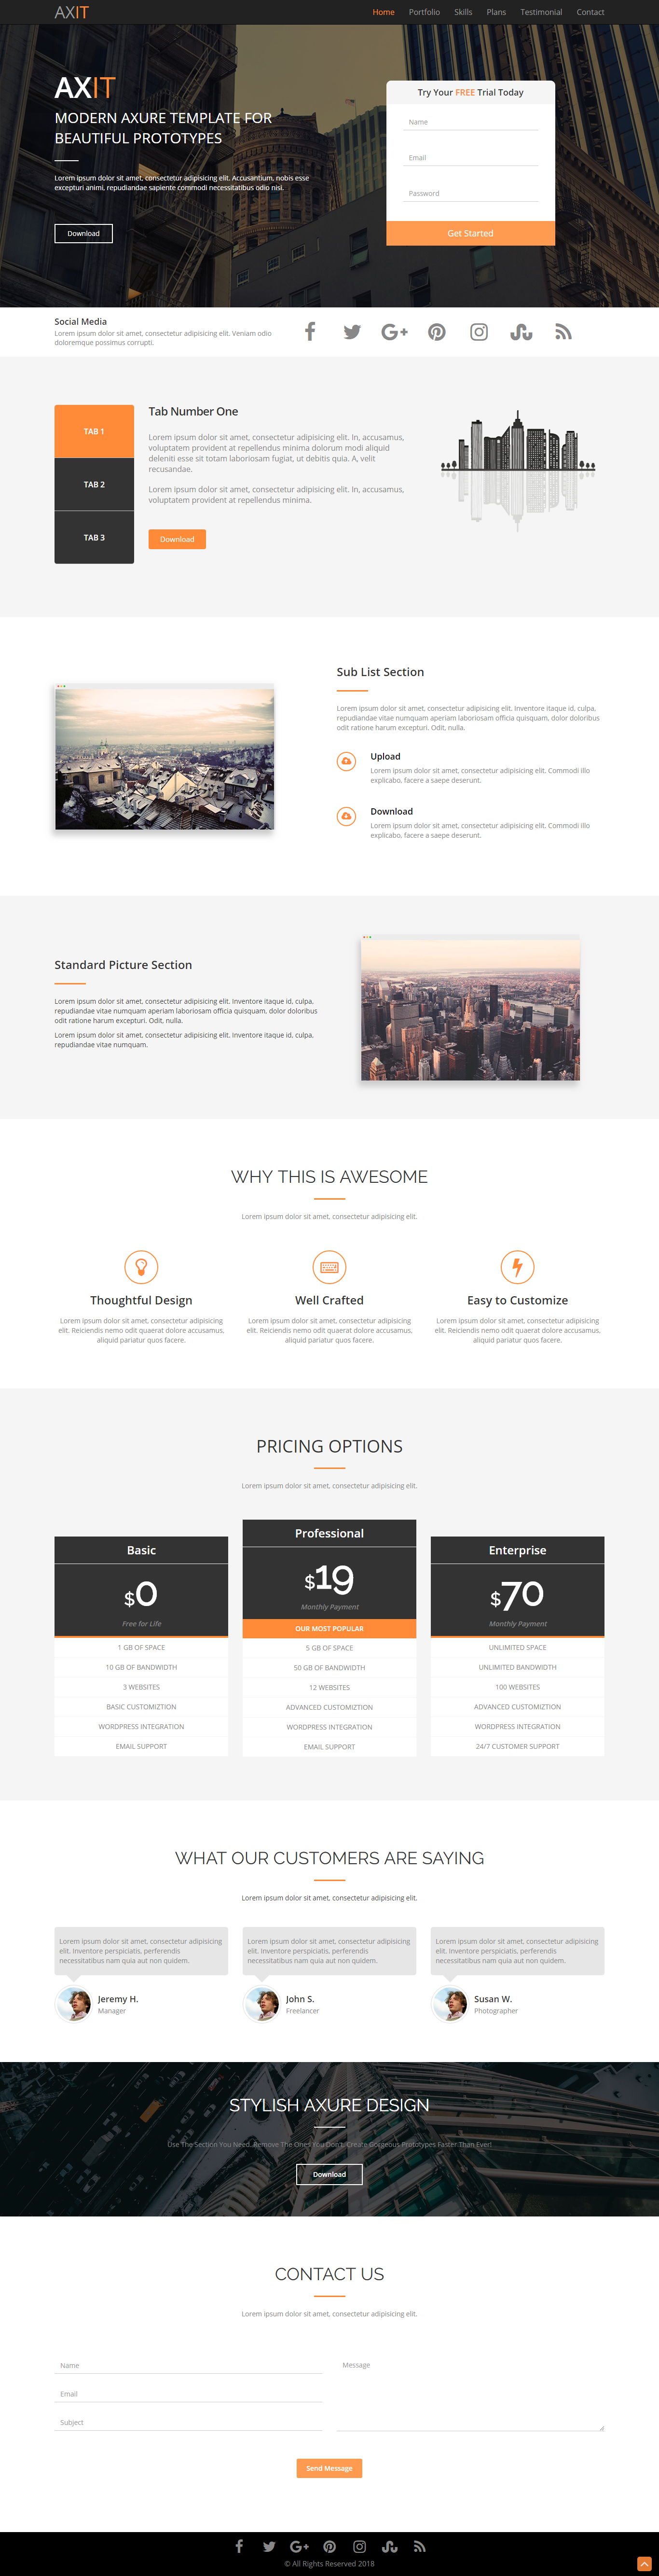 AXIT
Home Portfolio Skills Plans Testimonial Contact
AXIT
MODERN AXURE TEMPLATE FOR
BEAUTIFUL PROTOTYPES
Lorem ipsum dolor sit amet, consectetur adipisicing elit. Accusantium, nobis esse
excepturi animi, repudiandae sapiente commodi necessitatibus odio nisi.
Download
Try Your FREE Trial Today
Name
Email
Password
Get Started
Social Media
Lorem ipsum dolor sit amet, consectetur adipisicing elit. Veniam odio
doloremque possimus corrupti.
TAB 1
TAB 2
TAB 3
Tab Number One
Lorem ipsum dolor sit amet, consectetur adipisicing elit. In, accusamus,
voluptatem provident at repellendus minima dolorum modi aliquid
deleniti esse sit totam laboriosam fugiat, ut debitis quia. A, velit
recusandae.
Lorem ipsum dolor sit amet, consectetur adipisicing elit. In, accusamus,
voluptatem provident at repellendus minima.
Download
Sub List Section
Lorem ipsum dolor sit amet, consectetur adipisicing elit. Inventore itaque id, culpa,
repudiandae vitae numquam aperiam laboriosam officia quisquam, dolor doloribus
odit ratione harum excepturi. Odit, nulla.
Upload
Lorem ipsum dolor sit amet, consectetur adipisicing elit. Commodi illo
explicabo, facere a saepe deserunt.
Download
Lorem ipsum dolor sit amet, consectetur adipisicing elit. Commodi illo
explicabo, facere a saepe deserunt.
Standard Picture Section
Lorem ipsum dolor sit amet, consectetur adipisicing elit. Inventore itaque id, culpa,
repudiandae vitae numquam aperiam laboriosam officia quisquam, dolor doloribus
odit ratione harum excepturi. Odit, nulla.
Lorem ipsum dolor sit amet, consectetur adipisicing elit. Inventore itaque id, culpa,
repudiandae vitae numquam.
WHY THIS IS AWESOME
Lorem ipsum dolor sit amet, consectetur adipisicing elit.
Thoughtful Design
Lorem ipsum dolor sit amet, consectetur adipisicing
elit. Reiciendis nemo odit quaerat dolore accusamus,
aliquid pariatur quos facere.
Well Crafted
Lorem ipsum dolor sit amet, consectetur adipisicing
elit. Reiciendis nemo odit quaerat dolore accusamus,
aliquid pariatur quos facere.
Easy to Customize
Lorem ipsum dolor sit amet, consectetur adipisicing
elit. Reiciendis nemo odit quaerat dolore accusamus,
aliquid pariatur quos facere.
PRICING OPTIONS
Lorem ipsum dolor sit amet, consectetur adipisicing elit.
Basic
$0
Free for Life
1 GB OF SPACE
10 GB OF BANDWIDTH
3 WEBSITES
BASIC CUSTOMIZTION
WORDPRESS INTEGRATION
EMAIL SUPPORT
Professional
$19
Monthly Payment
OUR MOST POPULAR
5 GB OF SPACE
50 GB OF BANDWIDTH
12 WEBSITES
ADVANCED CUSTOMIZTION
WORDPRESS INTEGRATION
EMAIL SUPPORT
Enterprise
$70
Monthly Payment
UNLIMITED SPACE
UNLIMITED BANDWIDTH
100 WEBSITES
ADVANCED CUSTOMIZTION
WORDPRESS INTEGRATION
24/7 CUSTOMER SUPPORT
WHAT OUR CUSTOMERS ARE SAYING
Lorem ipsum dolor sit amet, consectetur adipisicing elit.
Lorem ipsum dolor sit amet, consectetur adipisicing
elit. Inventore perspiciatis, perferendis
necessitatibus nam quia aut non quidem.
Jeremy H.
Manager
Lorem ipsum dolor sit amet, consectetur adipisicing
elit. Inventore perspiciatis, perferendis
necessitatibus nam quia aut non quidem.
John S.
Freelancer
Lorem ipsum dolor sit amet, consectetur adipisicing
elit. Inventore perspiciatis, perferendis
necessitatibus nam quia aut non quidem.
Susan W.
Photographer
STYLISH AXURE DESIGN
Use The Section You Need, Remove The Ones You Don't. Create Gorgeous Prototypes Faster Than Ever!
Download
CONTACT US
Lorem ipsum dolor sit amet, consectetur adipisicing elit.
Name
Email
Subject
Message
Send Message
© All Rights Reserved 2018